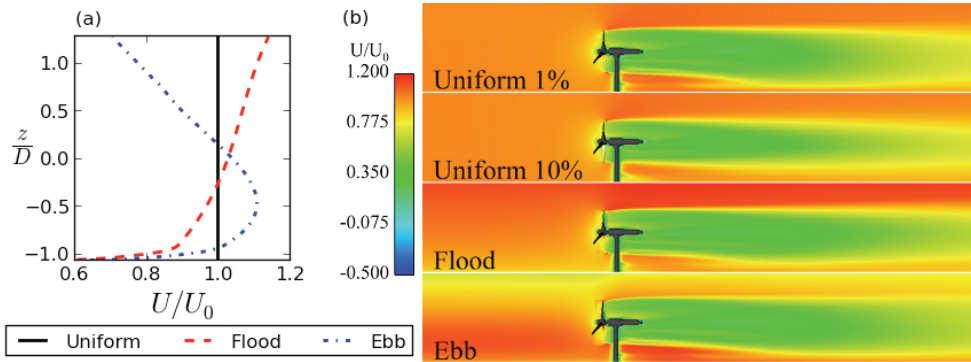 (a)
1.0
0.5
0.0
-0.5
-1.0
z/D
0.6 0.8 1.0 1.2
U/U0
Uniform Flood Ebb
(b)
U/U0
1.200
0.775
0.350
-0.075
-0.500
Uniform 1%
Uniform 10%
Flood
Ebb